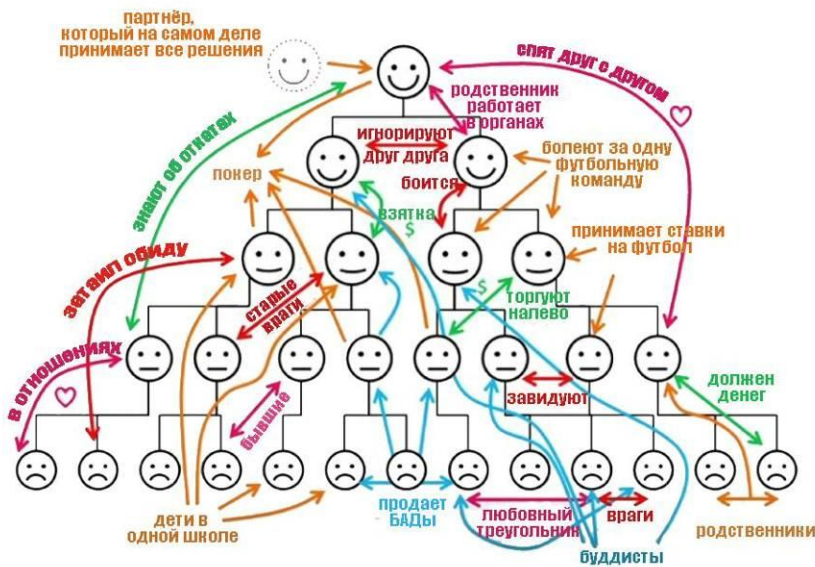 партнёр,
который на самом деле
принимает все решения
спят друг с другом
родственник
работает
в органах
игнорируют
друг друга
болеют за одну
футбольную
команду
покер
боится
знают об откатах
взятка
$
принимает ставки
на футбол
затаил обиду
$
старые
враги
торгуют
налево
в отношениях
бывшие
завидуют
должен
денег
продает
БАДы
дети в
одной школе
любовный
треугольник
враги
родственники
буддисты